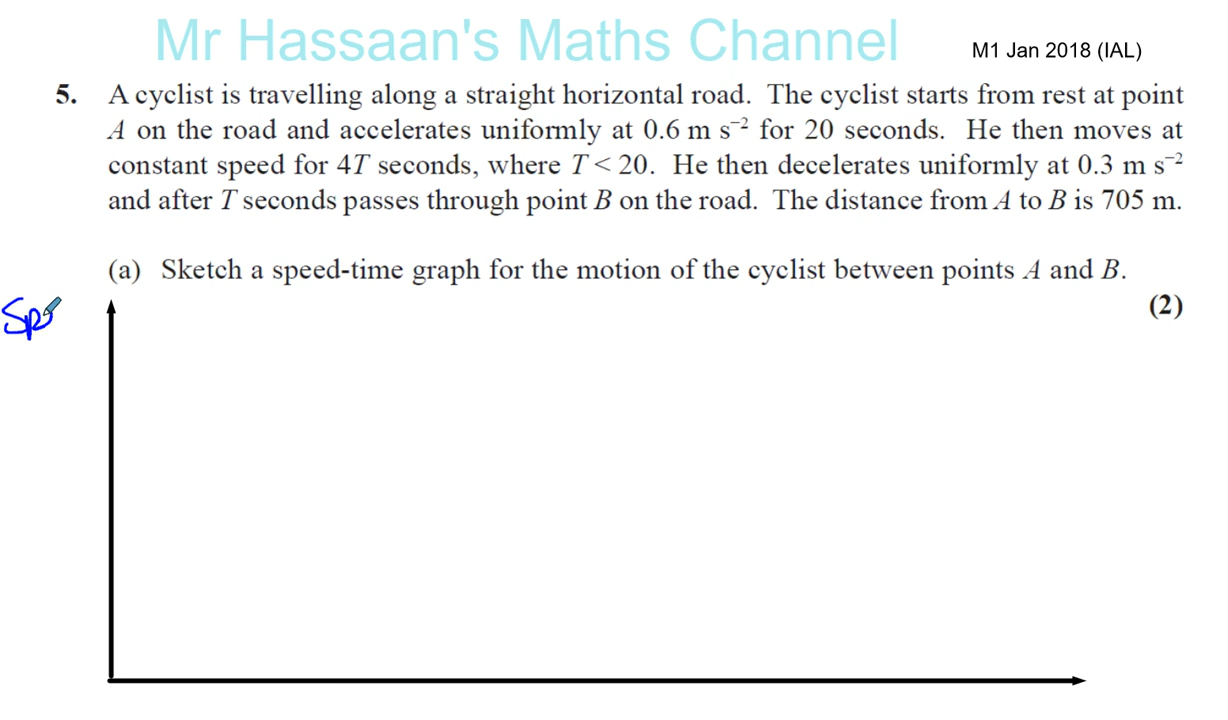 Mr Hassaan's Maths Channel
M1 Jan 2018 (IAL)
5. A cyclist is travelling along a straight horizontal road. The cyclist starts from rest at point
A on the road and accelerates uniformly at 0.6 m s⁻² for 20 seconds. He then moves at
constant speed for 4T seconds, where T < 20. He then decelerates uniformly at 0.3 m s⁻²
and after T seconds passes through point B on the road. The distance from A to B is 705 m.
(a) Sketch a speed-time graph for the motion of the cyclist between points A and B.
(2)